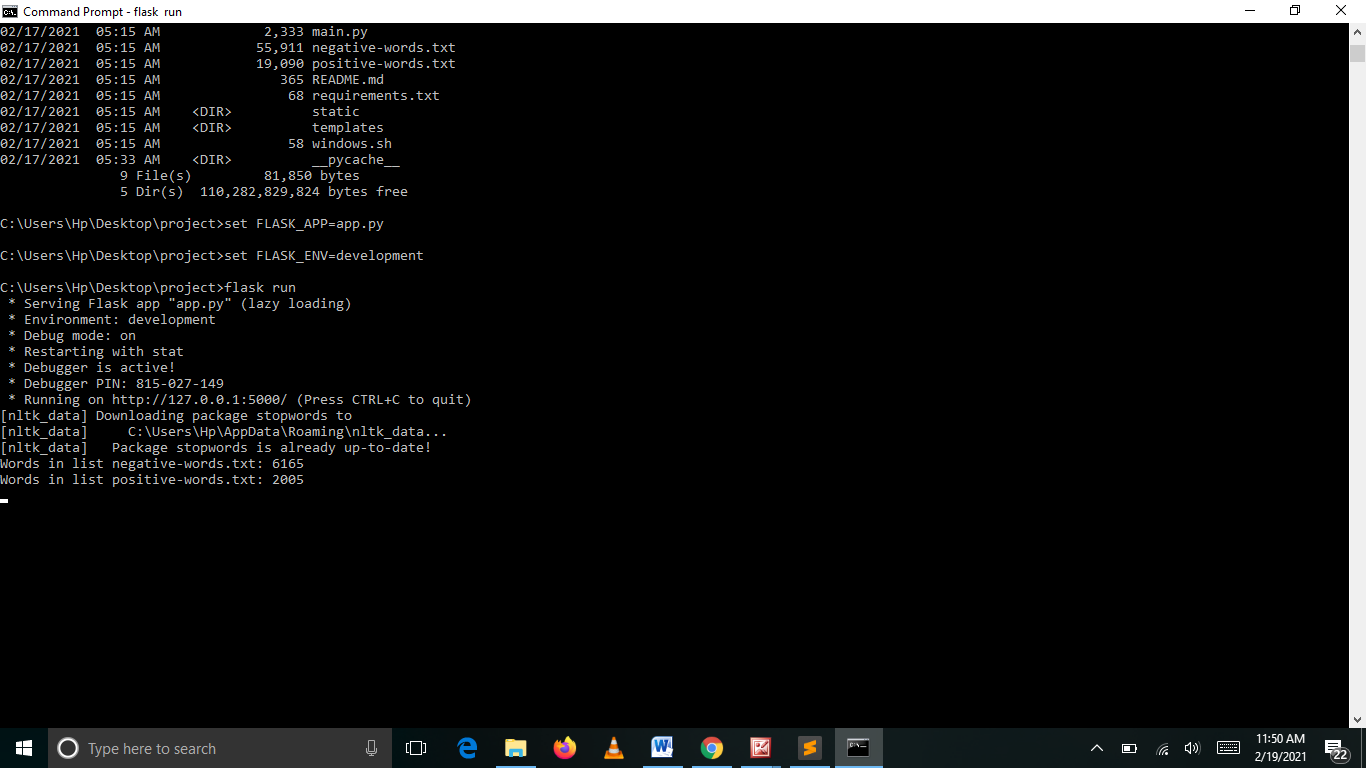 Command Prompt - flask  run
02/17/2021  05:15 AM             2,333 main.py
02/17/2021  05:15 AM            55,911 negative-words.txt
02/17/2021  05:15 AM            19,090 positive-words.txt
02/17/2021  05:15 AM               365 README.md
02/17/2021  05:15 AM                68 requirements.txt
02/17/2021  05:15 AM    <DIR>          static
02/17/2021  05:15 AM    <DIR>          templates
02/17/2021  05:15 AM                58 windows.sh
02/17/2021  05:33 AM    <DIR>          __pycache__
               9 File(s)         81,850 bytes
               5 Dir(s)  110,282,829,824 bytes free
C:\Users\Hp\Desktop\project>set FLASK_APP=app.py
C:\Users\Hp\Desktop\project>set FLASK_ENV=development
C:\Users\Hp\Desktop\project>flask run
 * Serving Flask app "app.py" (lazy loading)
 * Environment: development
 * Debug mode: on
 * Restarting with stat
 * Debugger is active!
 * Debugger PIN: 815-027-149
 * Running on http://127.0.0.1:5000/ (Press CTRL+C to quit)
[nltk_data] Downloading package stopwords to
[nltk_data]     C:\Users\Hp\AppData\Roaming\nltk_data...
[nltk_data]   Package stopwords is already up-to-date!
Words in list negative-words.txt: 6165
Words in list positive-words.txt: 2005
Type here to search
11:50 AM
2/19/2021
22